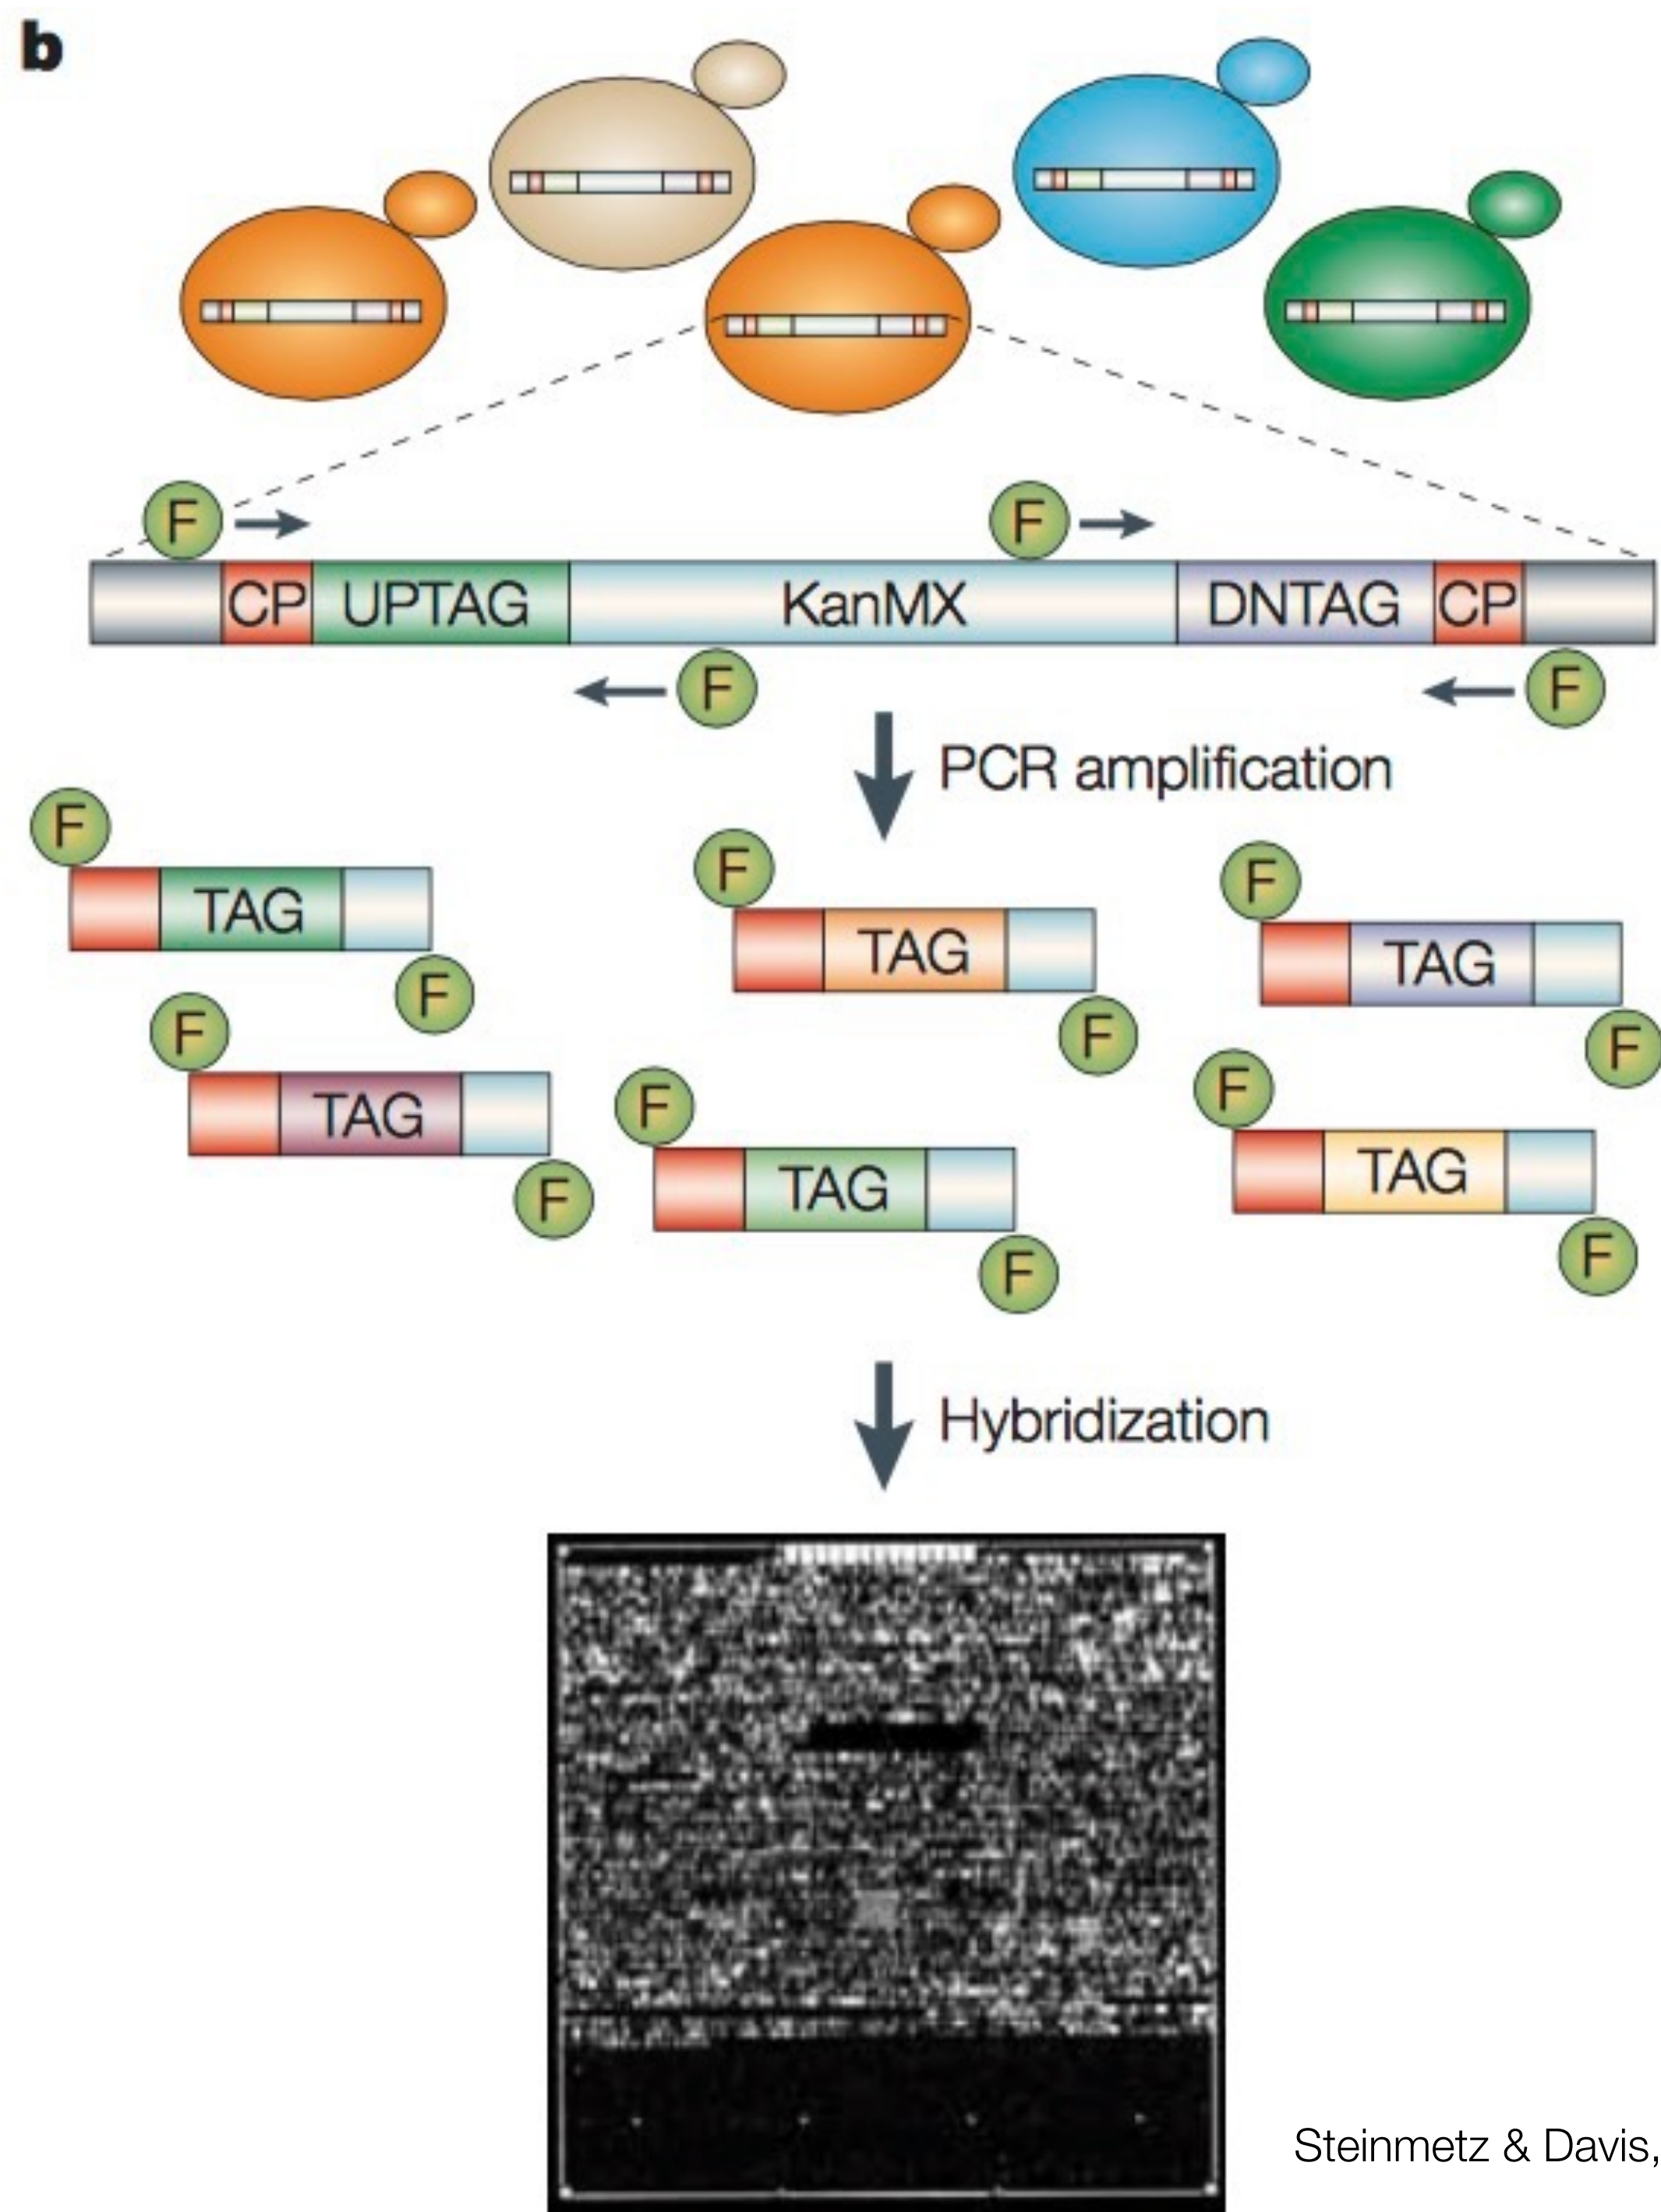 b
F F
CP UPTAG KanMX DNTAG CP
F F
PCR amplification
F
F
F
TAG
TAG
TAG
F
F
F
F
F
TAG
F
TAG
TAG
F
F
F
Hybridization
Steinmetz & Davis,